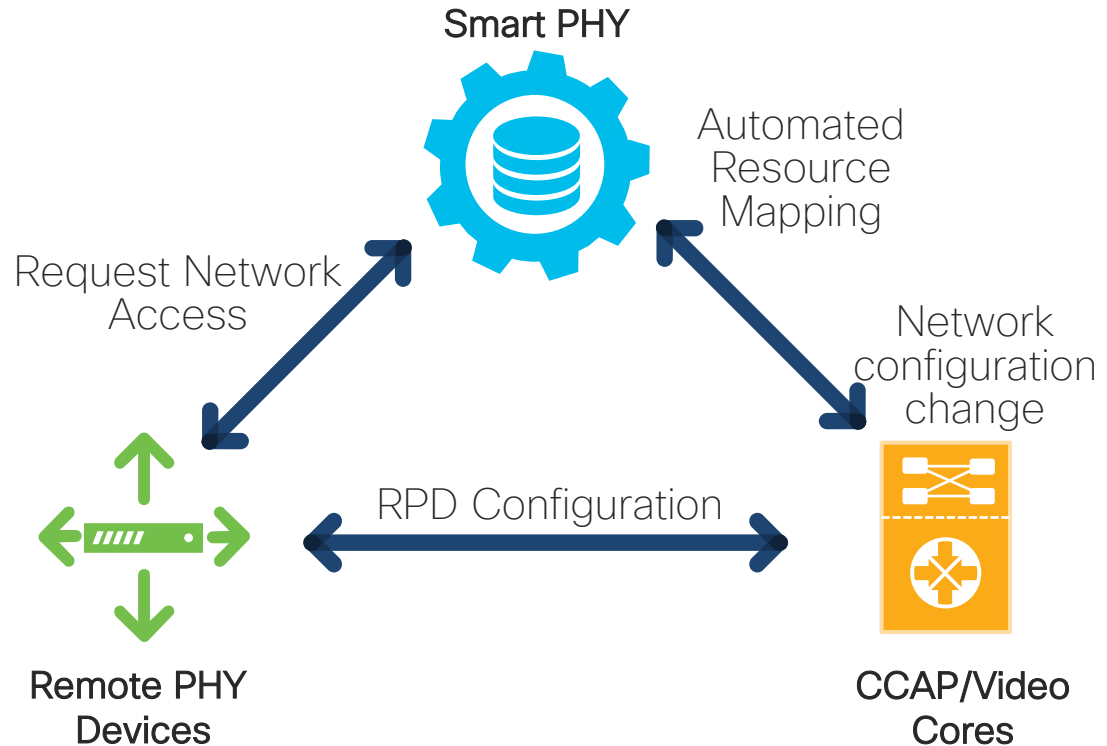 Smart PHY
Automated
Resource
Mapping
Request Network
Access
Network
configuration
change
RPD Configuration
Remote PHY
Devices
CCAP/Video
Cores